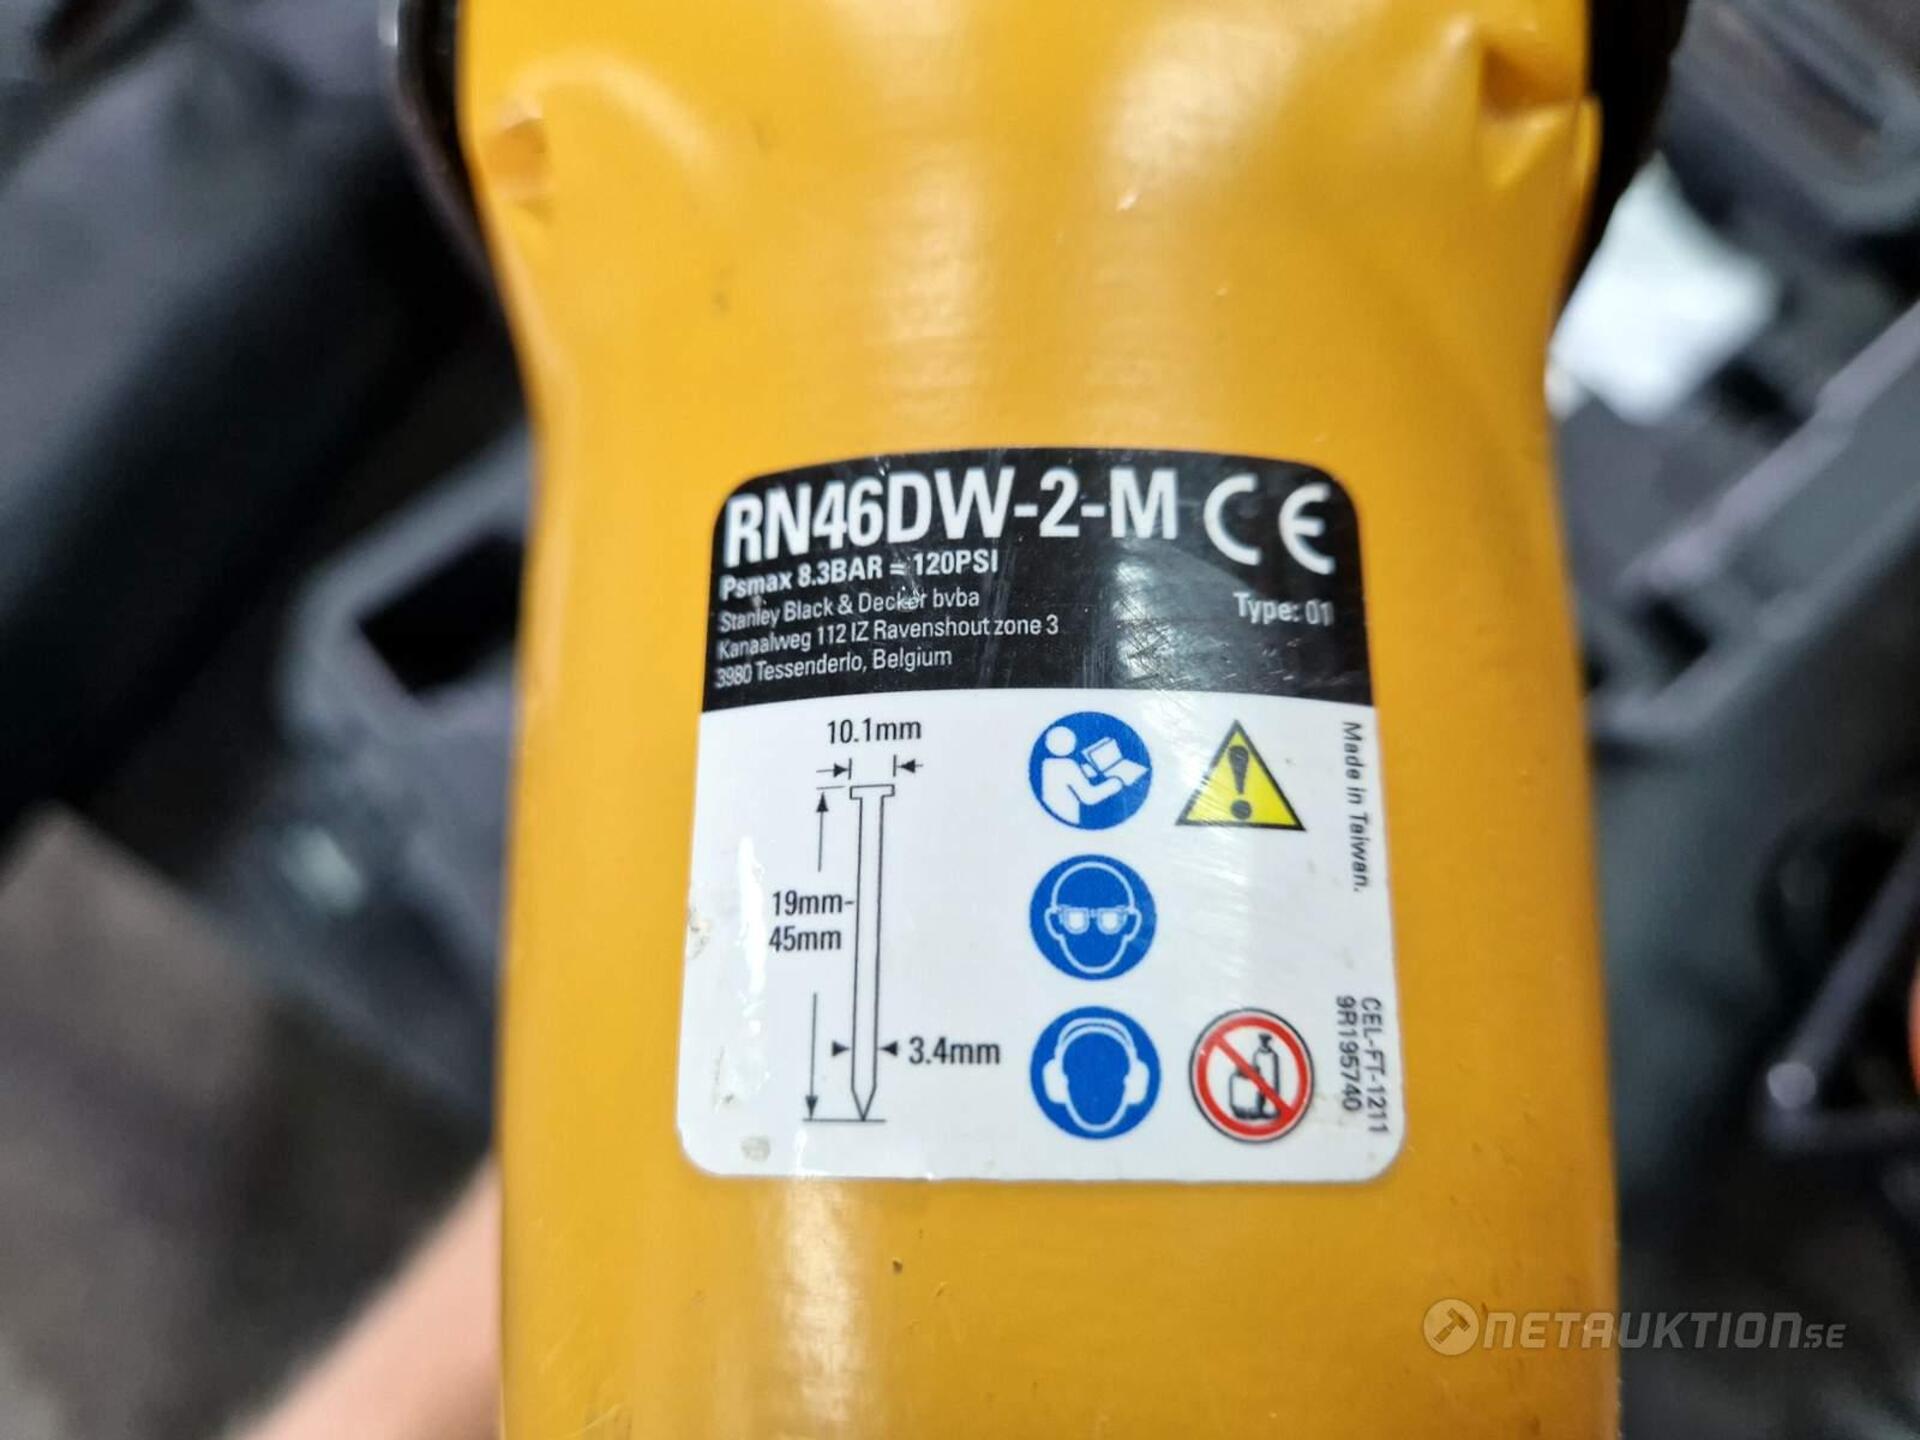 RN46DW-2-M CE
Psmax 8.3BAR = 120PSI
Stanley Black & Decker bvba
Type: 01
Kanaalweg 112 IZ Ravenshout zone 3
3980 Tessenderlo, Belgium
10.1mm
19mm-
45mm
3.4mm
Made in Taiwan.
CEL-FT-1211
9R195740
NETAUKTION.SE